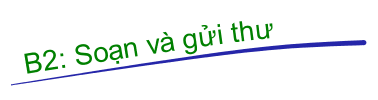 B2: Soạn và gửi thư